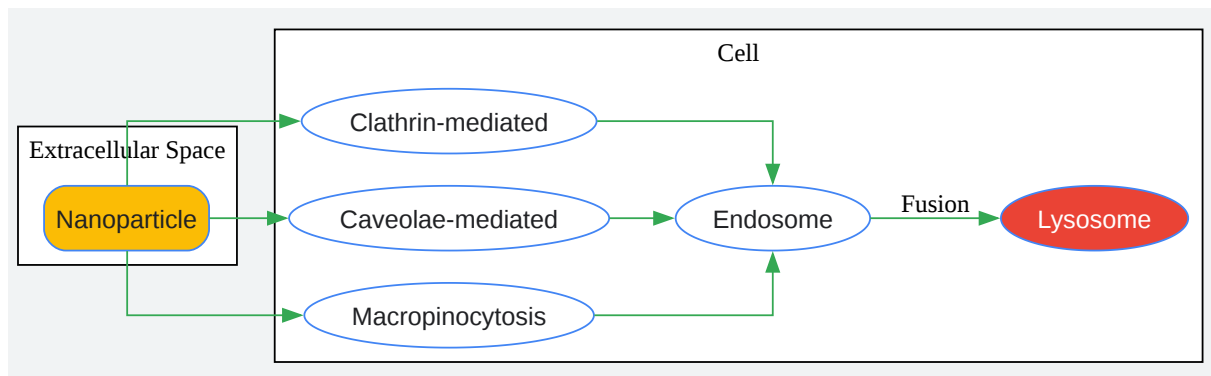 Cell
Clathrin-mediated
Extracellular Space
Nanoparticle
Caveolae-mediated
Endosome
Fusion
Lysosome
Macropinocytosis